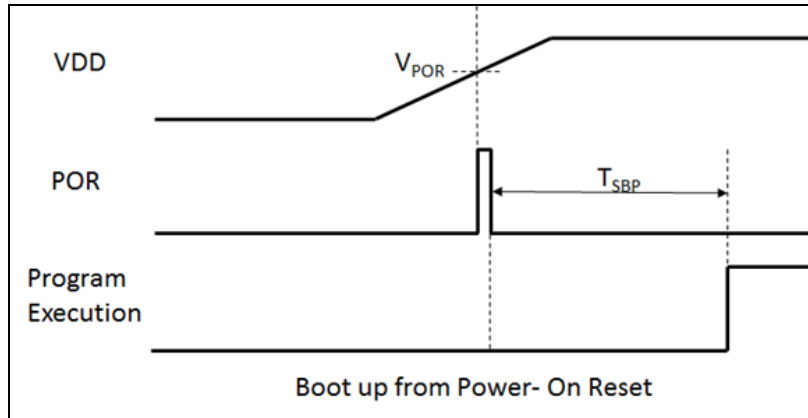 VDD
VPOR
POR
TSBP
Program
Execution
Boot up from Power- On Reset